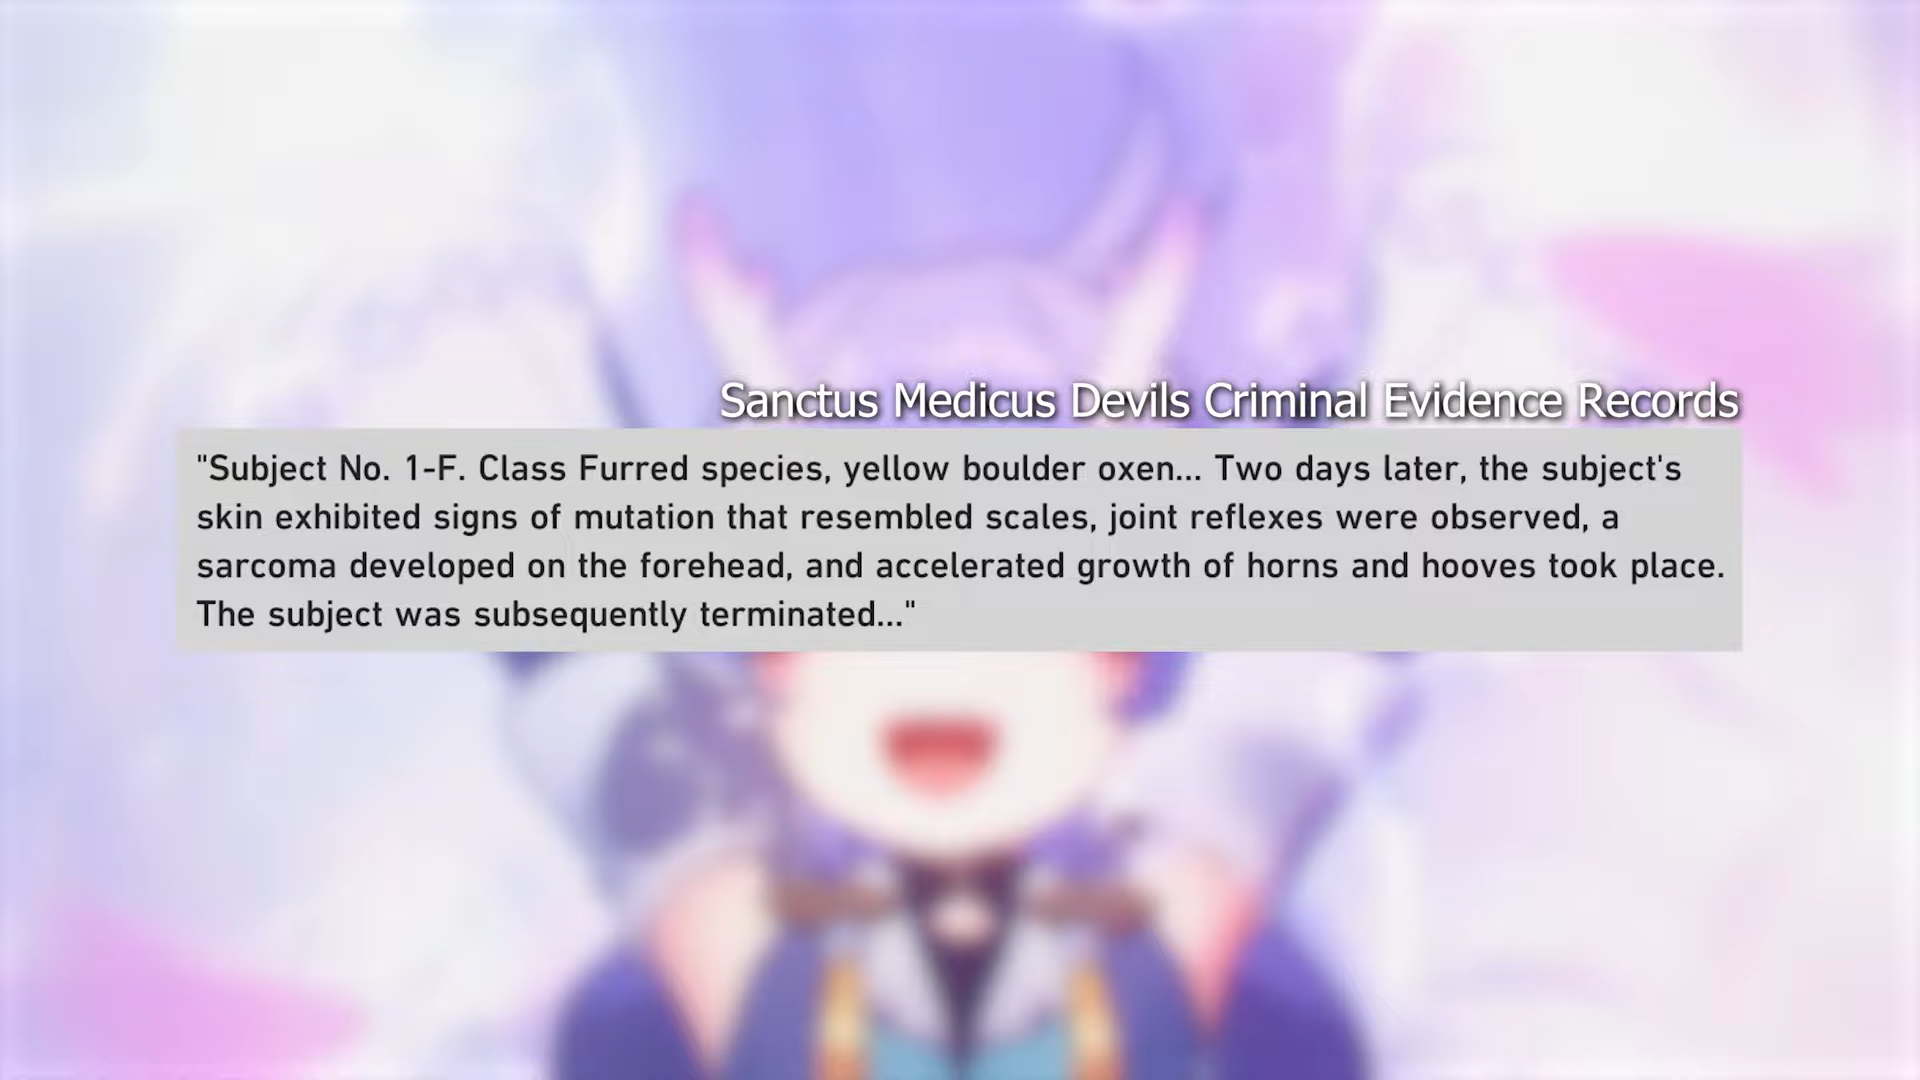 Sanctus Medicus Devils Criminal Evidence Records
"Subject No. 1-F. Class Furred species, yellow boulder oxen... Two days later, the subject's
skin exhibited signs of mutation that resembled scales, joint reflexes were observed, a
sarcoma developed on the forehead, and accelerated growth of horns and hooves took place.
The subject was subsequently terminated..."